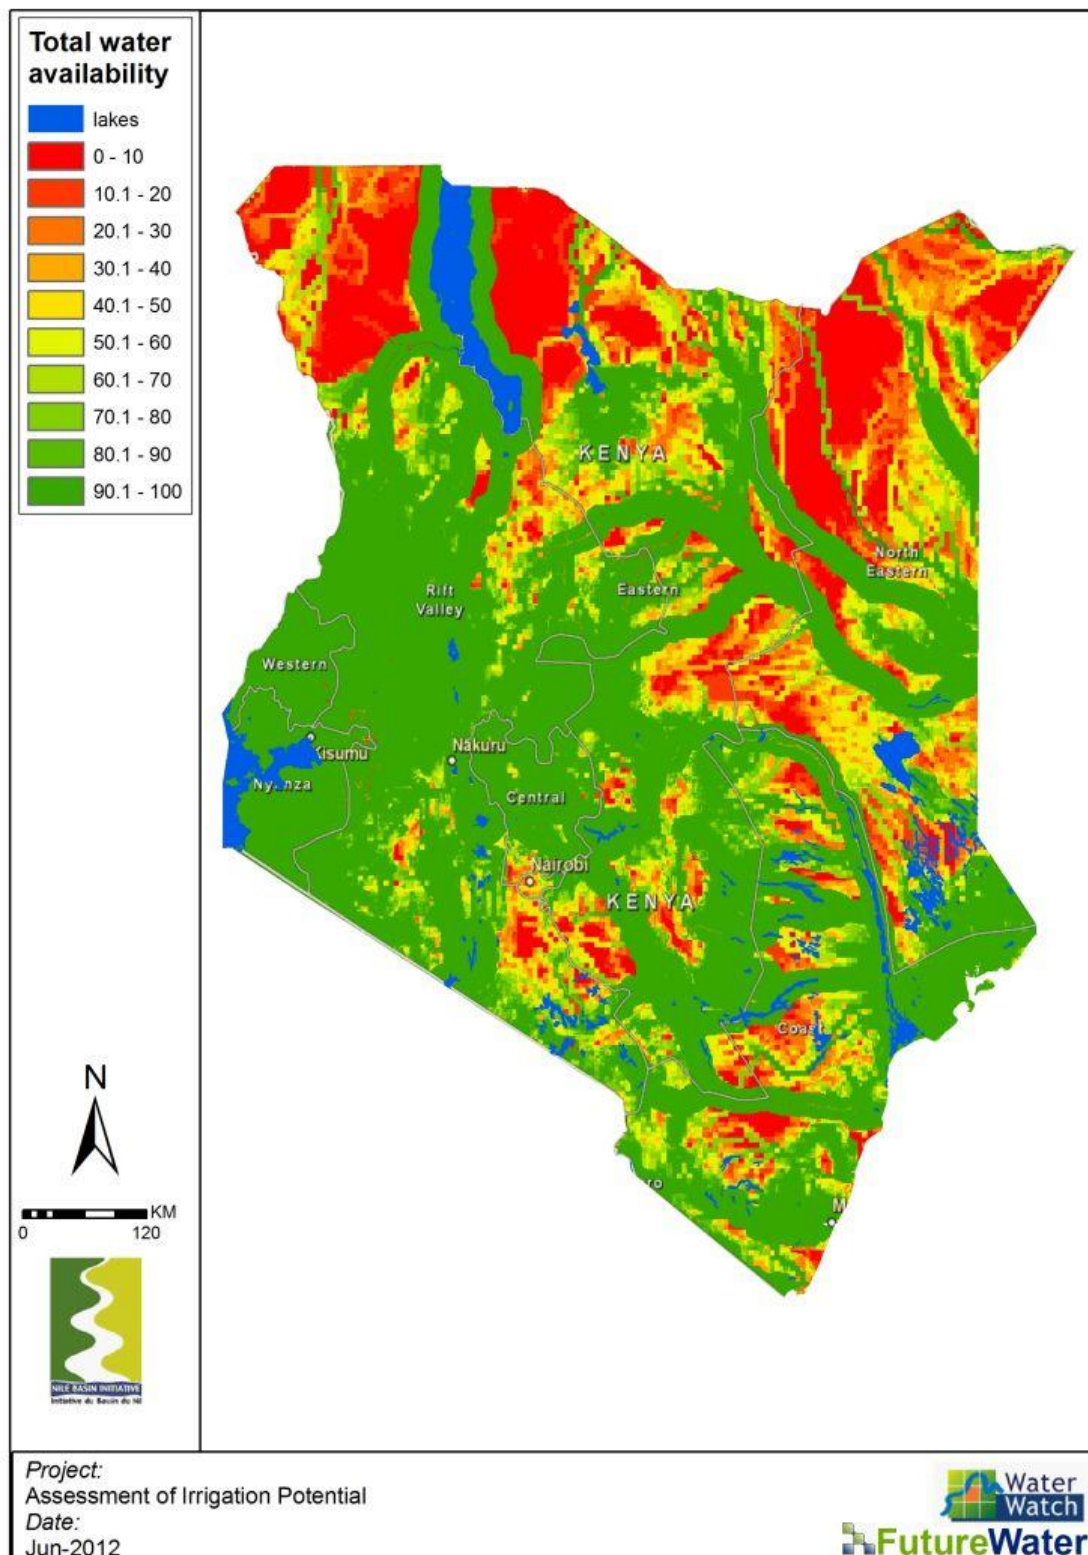 Total water
availability
lakes
0 - 10
10.1 - 20
20.1 - 30
30.1 - 40
40.1 - 50
50.1 - 60
60.1 - 70
70.1 - 80
80.1 - 90
90.1 - 100
KENYA
North
Eastern
Rift
Valley
Eastern
Western
Kisumu
Nakuru
Central
Nairobi
KENYA
Coast
ro
M
N
KM
0 120
NILE BASIN INITIATIVE
Initiative du Bassin du Nil
Project:
Assessment of Irrigation Potential
Date:
Jun-2012
Water
Watch
FutureWater